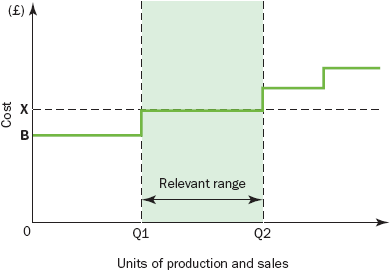 (£)
Cost
X
B
Relevant range
0
Q1
Q2
Units of production and sales